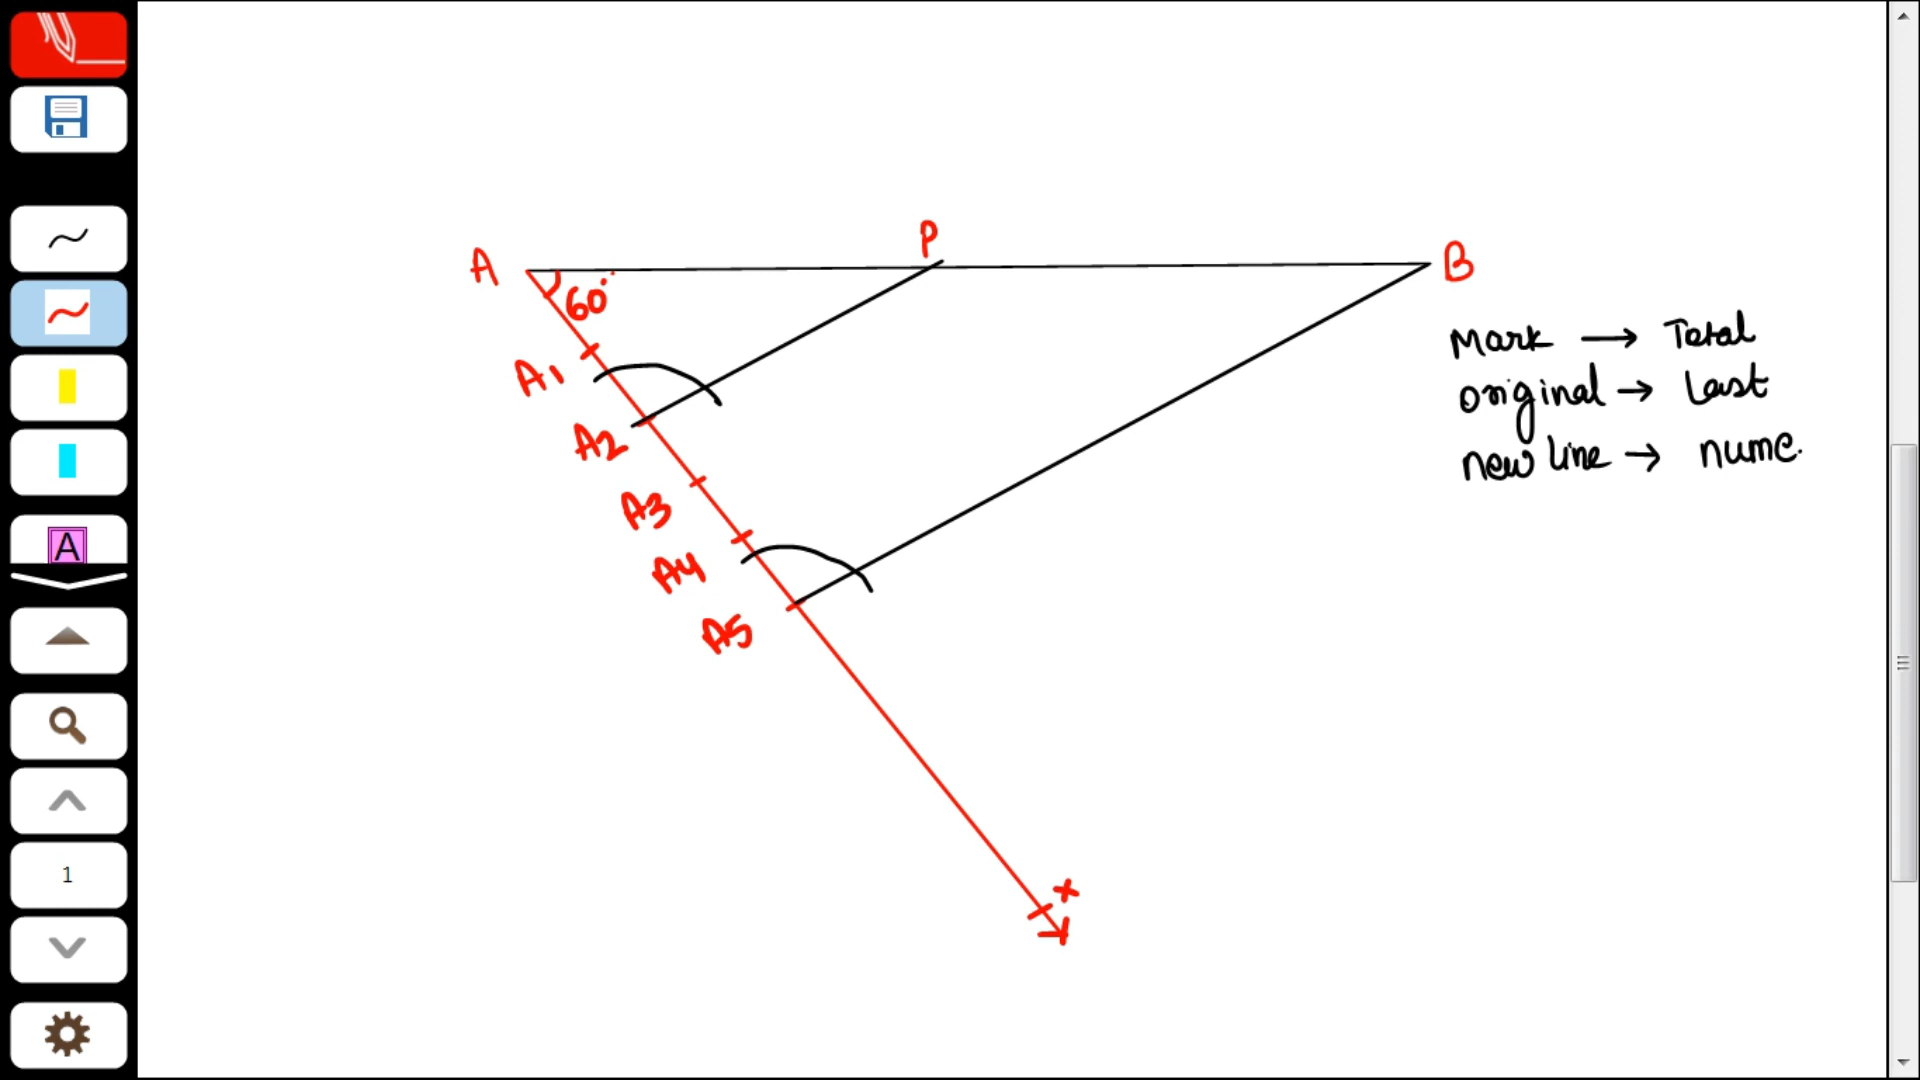 P
A
B
60°
Mark → Total
A1
original → Last
A2
new line → nume.
A3
A
A4
A5
1
x